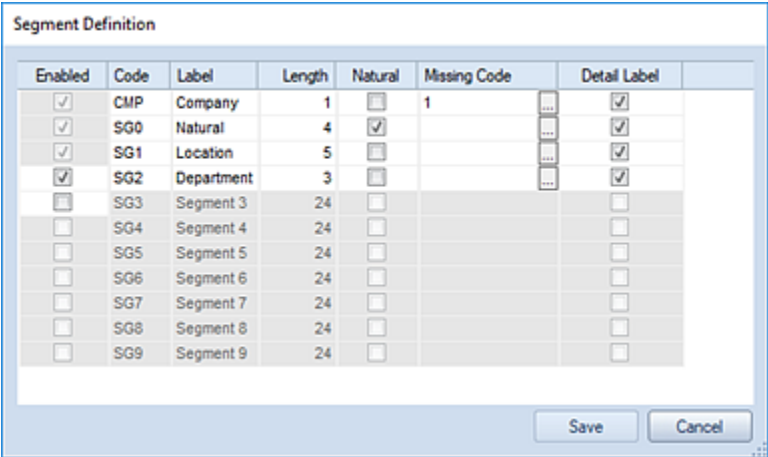 Segment Definition
Enabled Code Label Length Natural Missing Code Detail Label
CMP Company 1 1 ...
SG0 Natural 4 ...
SG1 Location 5 ...
SG2 Department 3 ...
SG3 Segment 3 24
SG4 Segment 4 24
SG5 Segment 5 24
SG6 Segment 6 24
SG7 Segment 7 24
SG8 Segment 8 24
SG9 Segment 9 24
Save Cancel